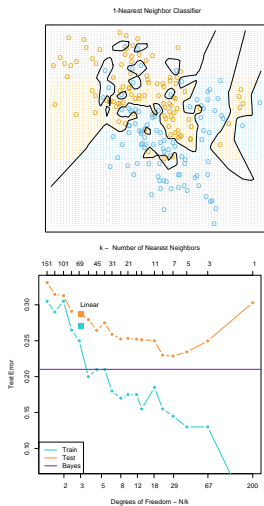 1-Nearest Neighbor Classifier
k − Number of Nearest Neighbors
151 101 69 45 31 21 11 7 5 3 1
Linear
Test Error
0.30
0.25
0.20
0.15
0.10
Train
Test
Bayes
2 3 5 8 12 18 29 67 200
Degrees of Freedom − N/k